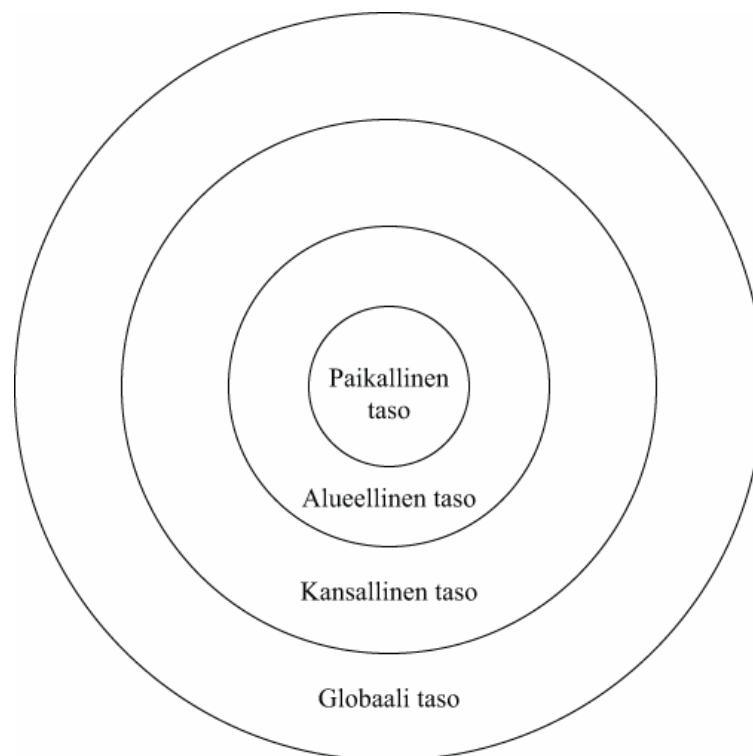 Paikallinen
taso
Alueellinen taso
Kansallinen taso
Globaali taso